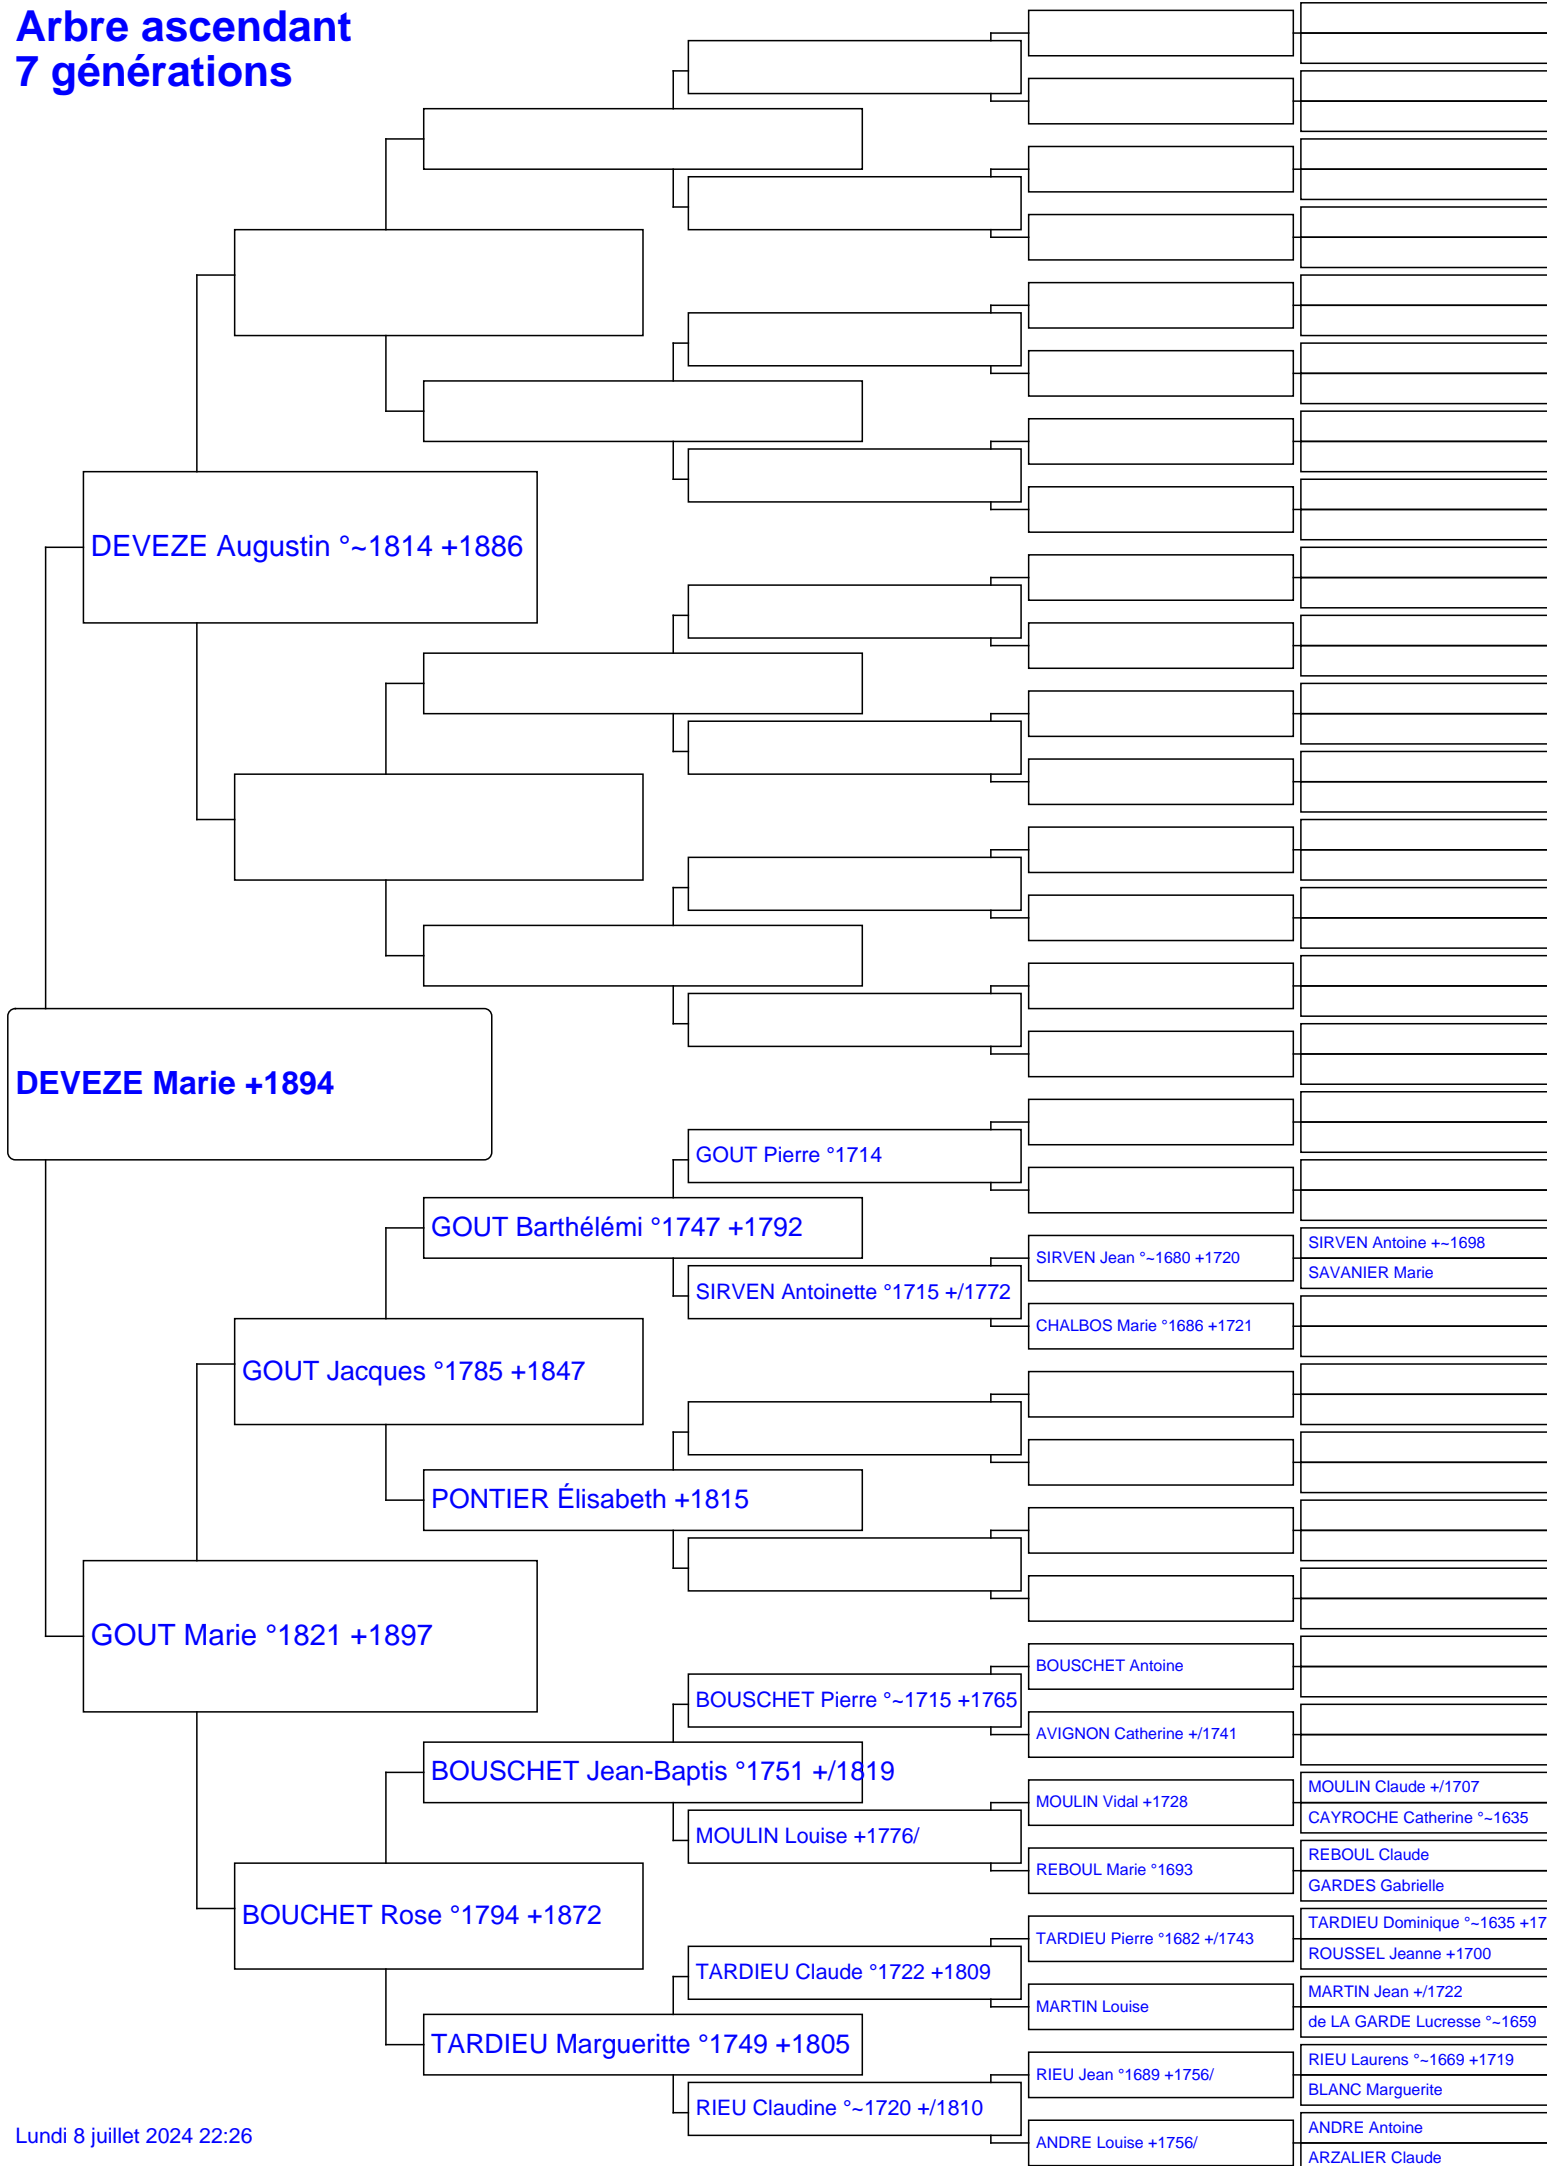 Arbre ascendant
7 générations
DEVEZE Augustin °~1814 +1886
DEVEZE Marie +1894
GOUT Pierre °1714
GOUT Barthélémi °1747 +1792
SIRVEN Jean °~1680 +1720
SIRVEN Antoine +~1698
SAVANIER Marie
SIRVEN Antoinette °1715 +/1772
CHALBOS Marie °1686 +1721
GOUT Jacques °1785 +1847
PONTIER Élisabeth +1815
GOUT Marie °1821 +1897
BOUSCHET Antoine
BOUSCHET Pierre °~1715 +1765
AVIGNON Catherine +/1741
BOUSCHET Jean-Baptis °1751 +/1819
MOULIN Vidal +1728
MOULIN Claude +/1707
CAYROCHE Catherine °~1635
MOULIN Louise +1776/
REBOUL Marie °1693
REBOUL Claude
GARDES Gabrielle
BOUCHET Rose °1794 +1872
TARDIEU Pierre °1682 +/1743
TARDIEU Dominique °~1635 +17
ROUSSEL Jeanne +1700
TARDIEU Claude °1722 +1809
MARTIN Louise
MARTIN Jean +/1722
de LA GARDE Lucresse °~1659
TARDIEU Margueritte °1749 +1805
RIEU Jean °1689 +1756/
RIEU Laurens °~1669 +1719
BLANC Marguerite
RIEU Claudine °~1720 +/1810
ANDRE Louise +1756/
ANDRE Antoine
ARZALIER Claude
Lundi 8 juillet 2024 22:26